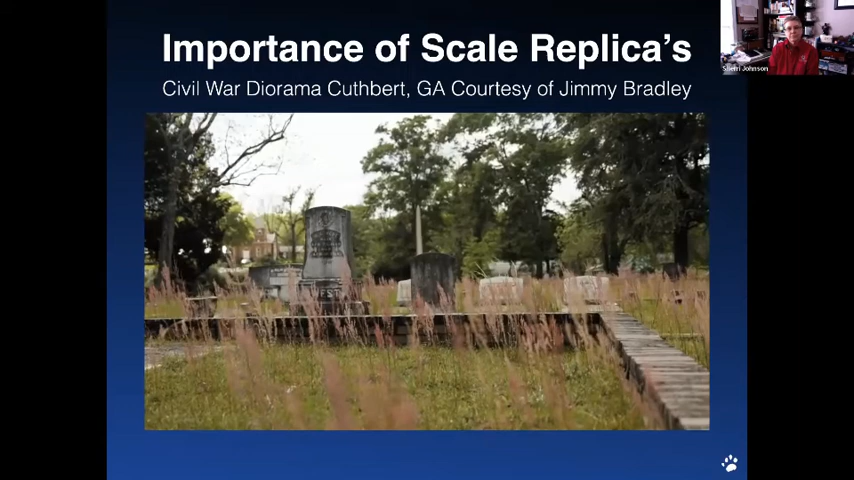 Importance of Scale Replica's
Civil War Diorama Cuthbert, GA Courtesy of Jimmy Bradley
Sherri Johnson